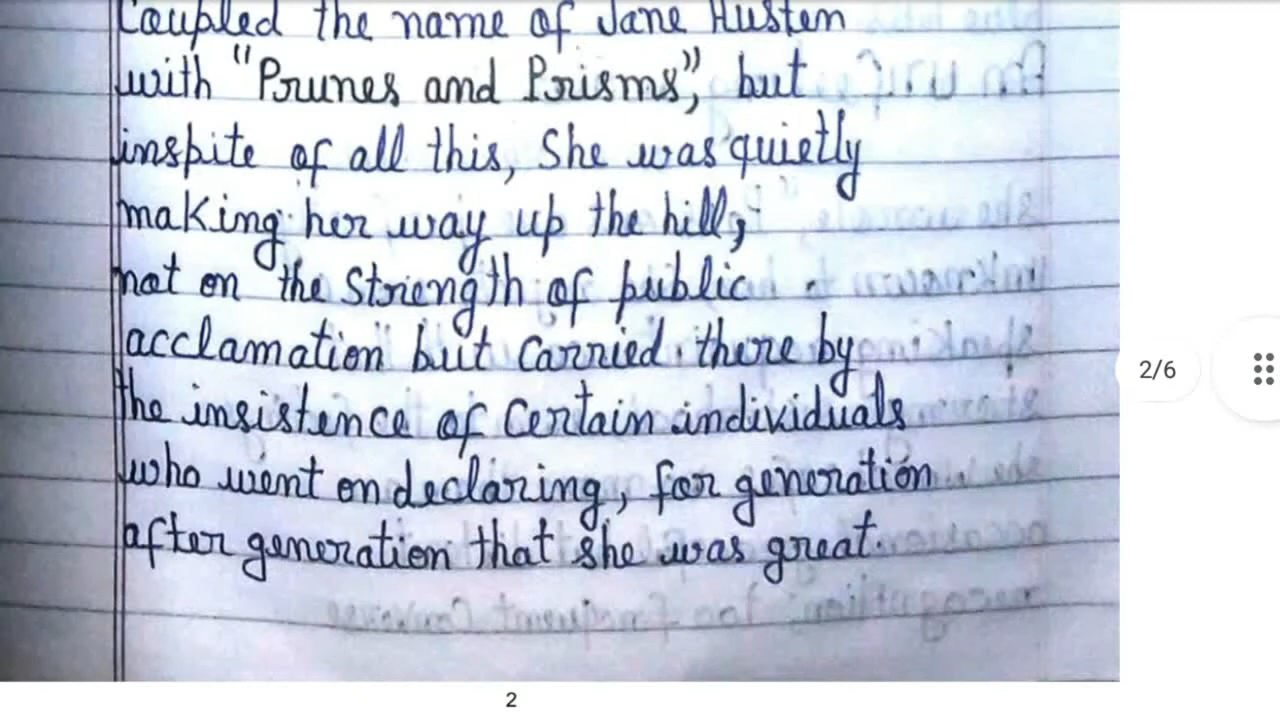 Coupled the name of Jane Austen
with "Prunes and Prisms", but
inspite of all this, She was quietly
making her way up the hill,
not on the Strength of public
acclamation but Carried there by
the insistence of Certain individuals
who went on declaring, for generation
after generation that she was great.
2/6
2